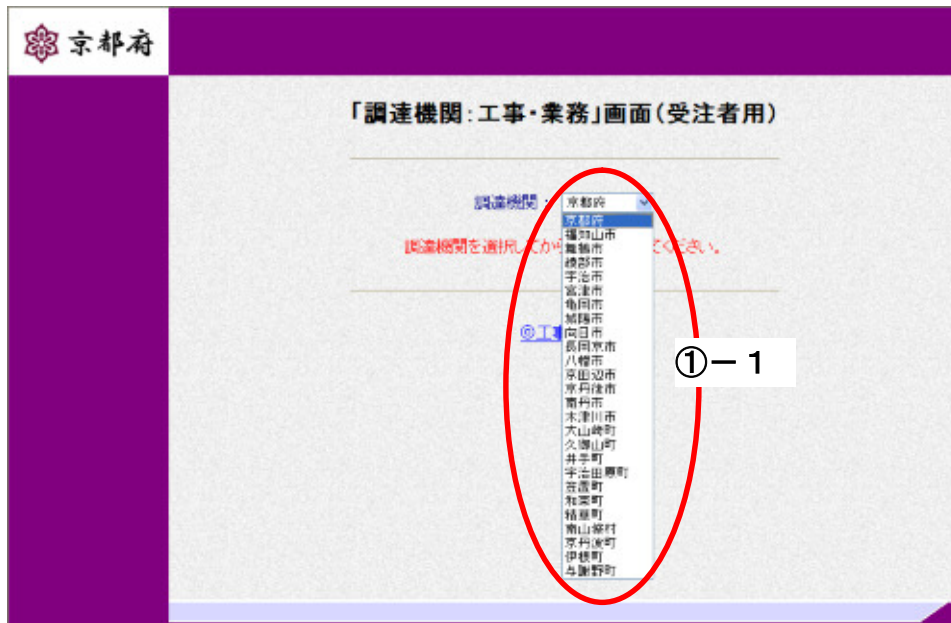 京都府
「調達機関:工事・業務」画面(受注者用)
調達機関: 京都府
京都府
福知山市
舞鶴市
調達機関を選択してか てください。
綾部市
宇治市
宮津市
亀岡市
城陽市
◎工事
向日市
長岡京市
①－1
八幡市
京田辺市
京丹後市
南丹市
木津川市
大山崎町
久御山町
井手町
宇治田原町
笠置町
和束町
精華町
南山城村
京丹波町
伊根町
与謝野町